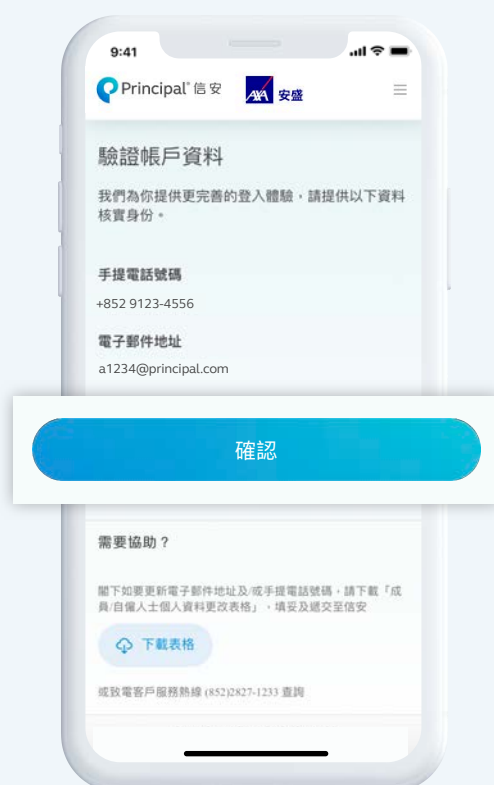 9:41
Principal® 信安 AXA 安盛
驗證帳戶資料
我們為你提供更完善的登入體驗，請提供以下資料
核實身份。
手提電話號碼
+852 9123-4556
電子郵件地址
a1234@principal.com
確認
需要協助？
閣下如要更新電子郵件地址及/或手提電話號碼，請下載「成
員/自僱人士個人資料更改表格」，填妥及遞交至信安
下載表格
或致電客戶服務熱線 (852)2827-1233 查詢